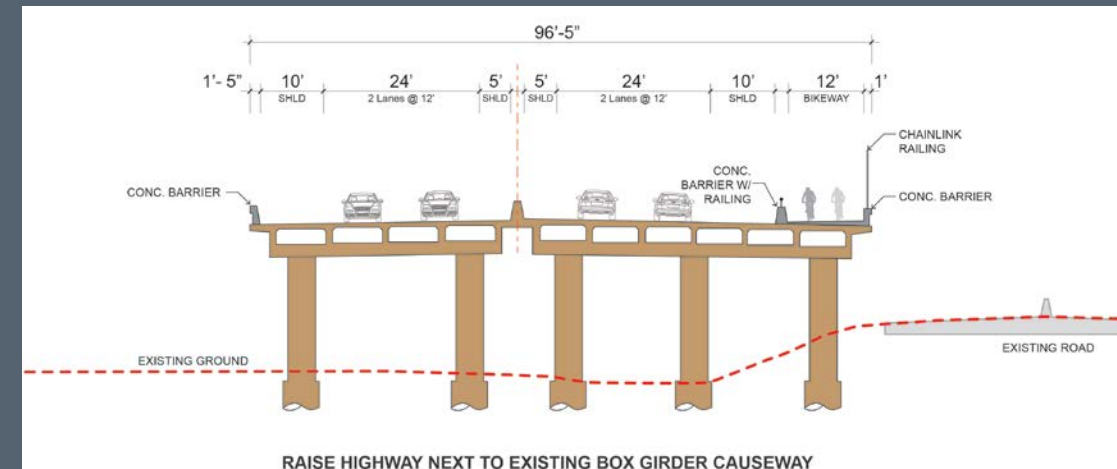 96'-5"
1'- 5" 10' 24' 5' 5' 24' 10' 12' 1'
SHLD 2 Lanes @ 12' SHLD SHLD 2 Lanes @ 12' SHLD BIKEWAY
CHAINLINK
RAILING
CONC.
BARRIER W/
RAILING
CONC. BARRIER
CONC. BARRIER
EXISTING GROUND
EXISTING ROAD
RAISE HIGHWAY NEXT TO EXISTING BOX GIRDER CAUSEWAY